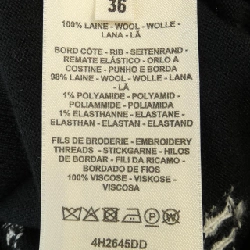 36
100% LAINE - WOOL - WOLLE -
LANA - LÃ
BORD CÔTE - RIB - SEITENRAND -
REMATE ELÁSTICO - ORLO A
COSTINE - PUNHO E BORDA
98% LAINE - WOOL - WOLLE - LANA
- LÃ
1% POLYAMIDE - POLYAMID -
POLIAMMIDE - POLIAMIDA
1% ELASTHANNE - ELASTAN -
ELASTANE - ELASTAN - ELASTANO
FILS DE BRODERIE - EMBROIDERY
THREADS - STICKGARNE - HILOS
DE BORDAR - FILI DA RICAMO -
BORDADO DE FIOS
100% VISCOSE - VISKOSE -
VISCOSA
4H2645DD